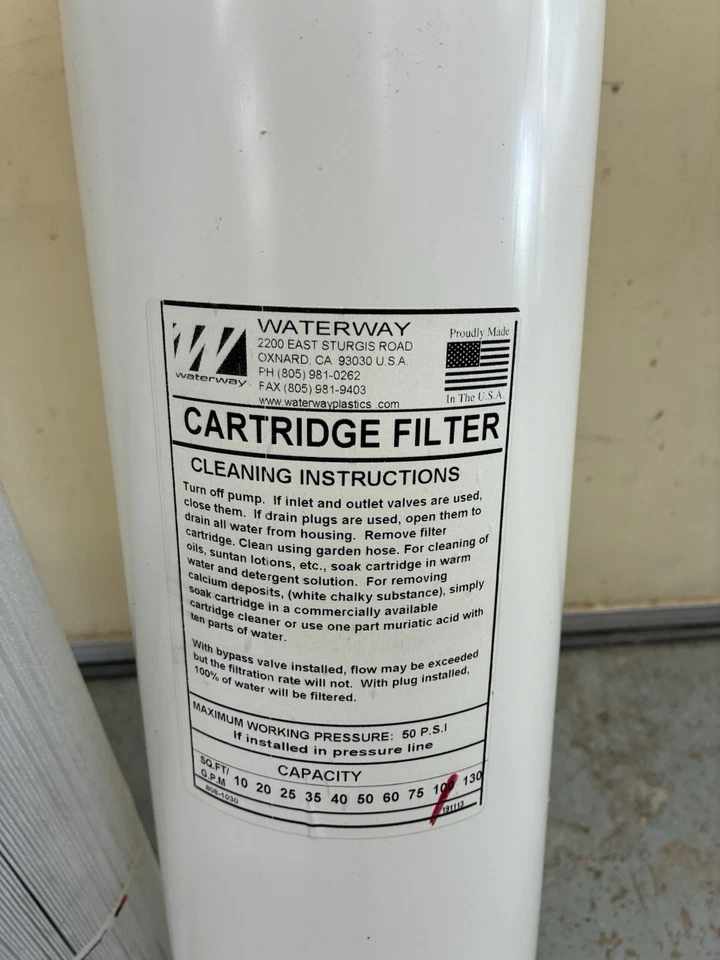 WATERWAY
2200 EAST STURGIS ROAD
OXNARD, CA 93030 U.S.A.
PH (805) 981-0262
FAX (805) 981-9403
www.waterwayplastics .com
waterway
Proudly Made
In The U.S.A.
CARTRIDGE FILTER
CLEANING INSTRUCTIONS
Turn off pump. If inlet and outlet valves are used,
close them. If drain plugs are used, open them to
drain all water from housing. Remove filter
cartridge. Clean using garden hose. For cleaning of
oils, suntan lotions, etc., soak cartridge in warm
water and detergent solution. For removing
calcium deposits, (white chalky substance), simply
soak cartridge in a commercially available
cartridge cleaner or use one part muriatic acid with
ten parts of water.
With bypass valve installed, flow may be exceeded
but the filtration rate will not. With plug installed,
100% of water will be filtered.
MAXIMUM WORKING PRESSURE: 50 P.S.I
If installed in pressure line
CAPACITY
SQ.FT/
G.P.M 10 20 25 35 40 50 60 75 100 130
808-1030
191113